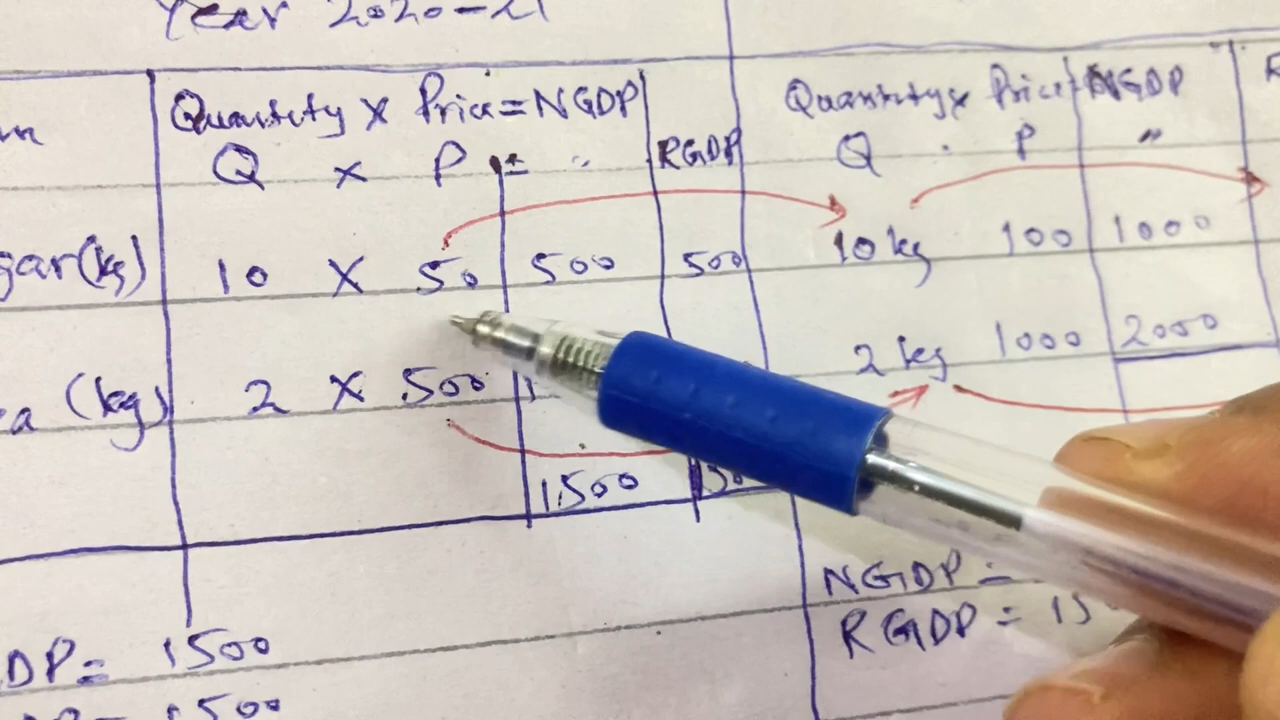 Year 2020-21
Quantity x Price = NGDP Quantity x Price = NGDP
Q x P = " RGDP Q . P "
gar (kg) 10 x 50 500 500 10 kg 100 1000
a (kg) 2 x 500 2 kg 1000 2000
1500
NGDP =
DP = 1500 RGDP = 15
1500